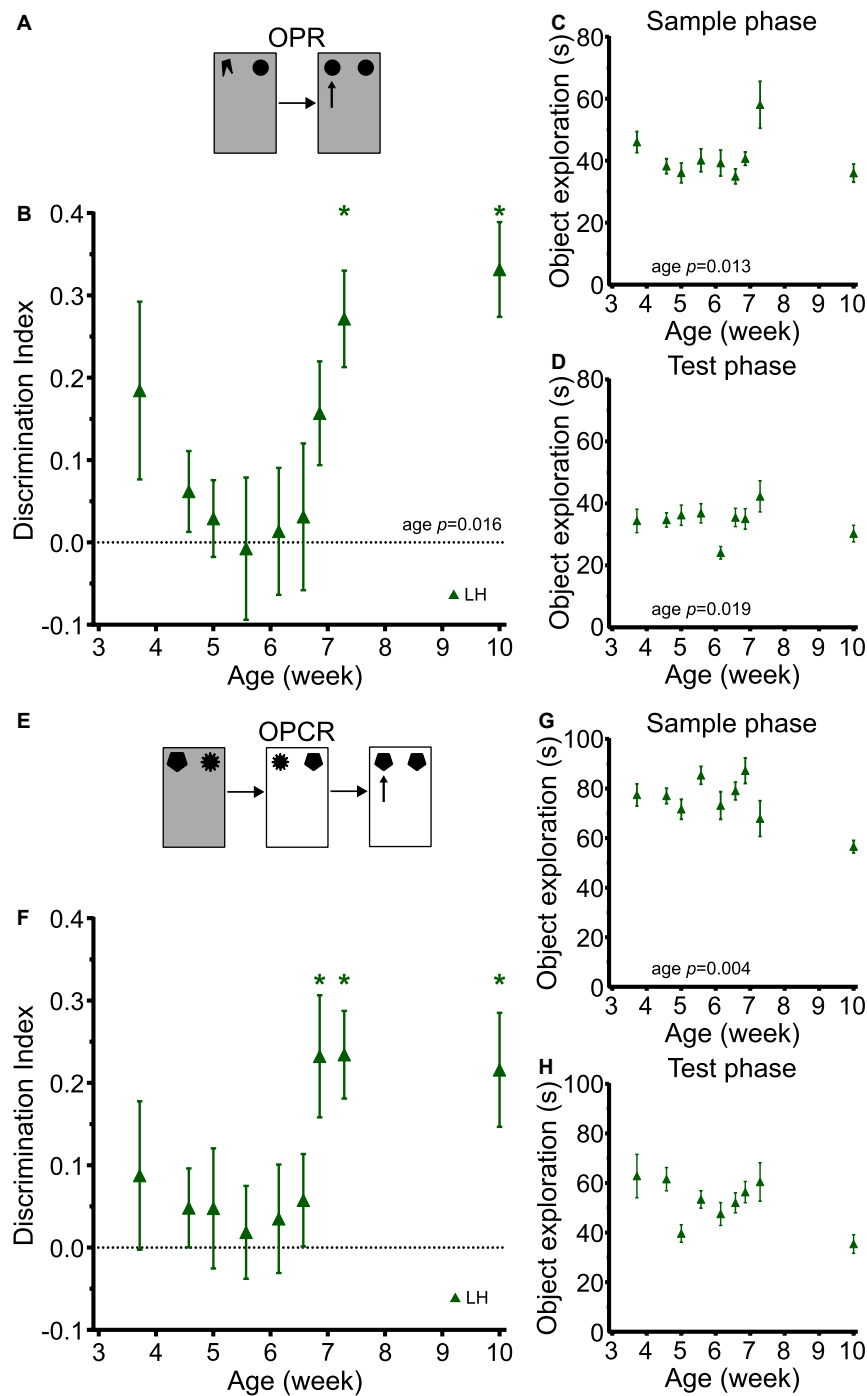 A
OPR
B
0.4
0.3
0.2
0.1
0.0
-0.1
Discrimination Index
* *
age p=0.016
LH
3 4 5 6 7 8 9 10
Age (week)
C
Sample phase
80
60
40
20
0
Object exploration (s)
age p=0.013
3 4 5 6 7 8 9 10
Age (week)
D
Test phase
80
60
40
20
0
Object exploration (s)
age p=0.019
3 4 5 6 7 8 9 10
Age (week)
E
OPCR
F
0.4
0.3
0.2
0.1
0.0
-0.1
Discrimination Index
* * *
LH
3 4 5 6 7 8 9 10
Age (week)
G
Sample phase
100
80
60
40
20
0
Object exploration (s)
age p=0.004
3 4 5 6 7 8 9 10
Age (week)
H
Test phase
100
80
60
40
20
0
Object exploration (s)
3 4 5 6 7 8 9 10
Age (week)